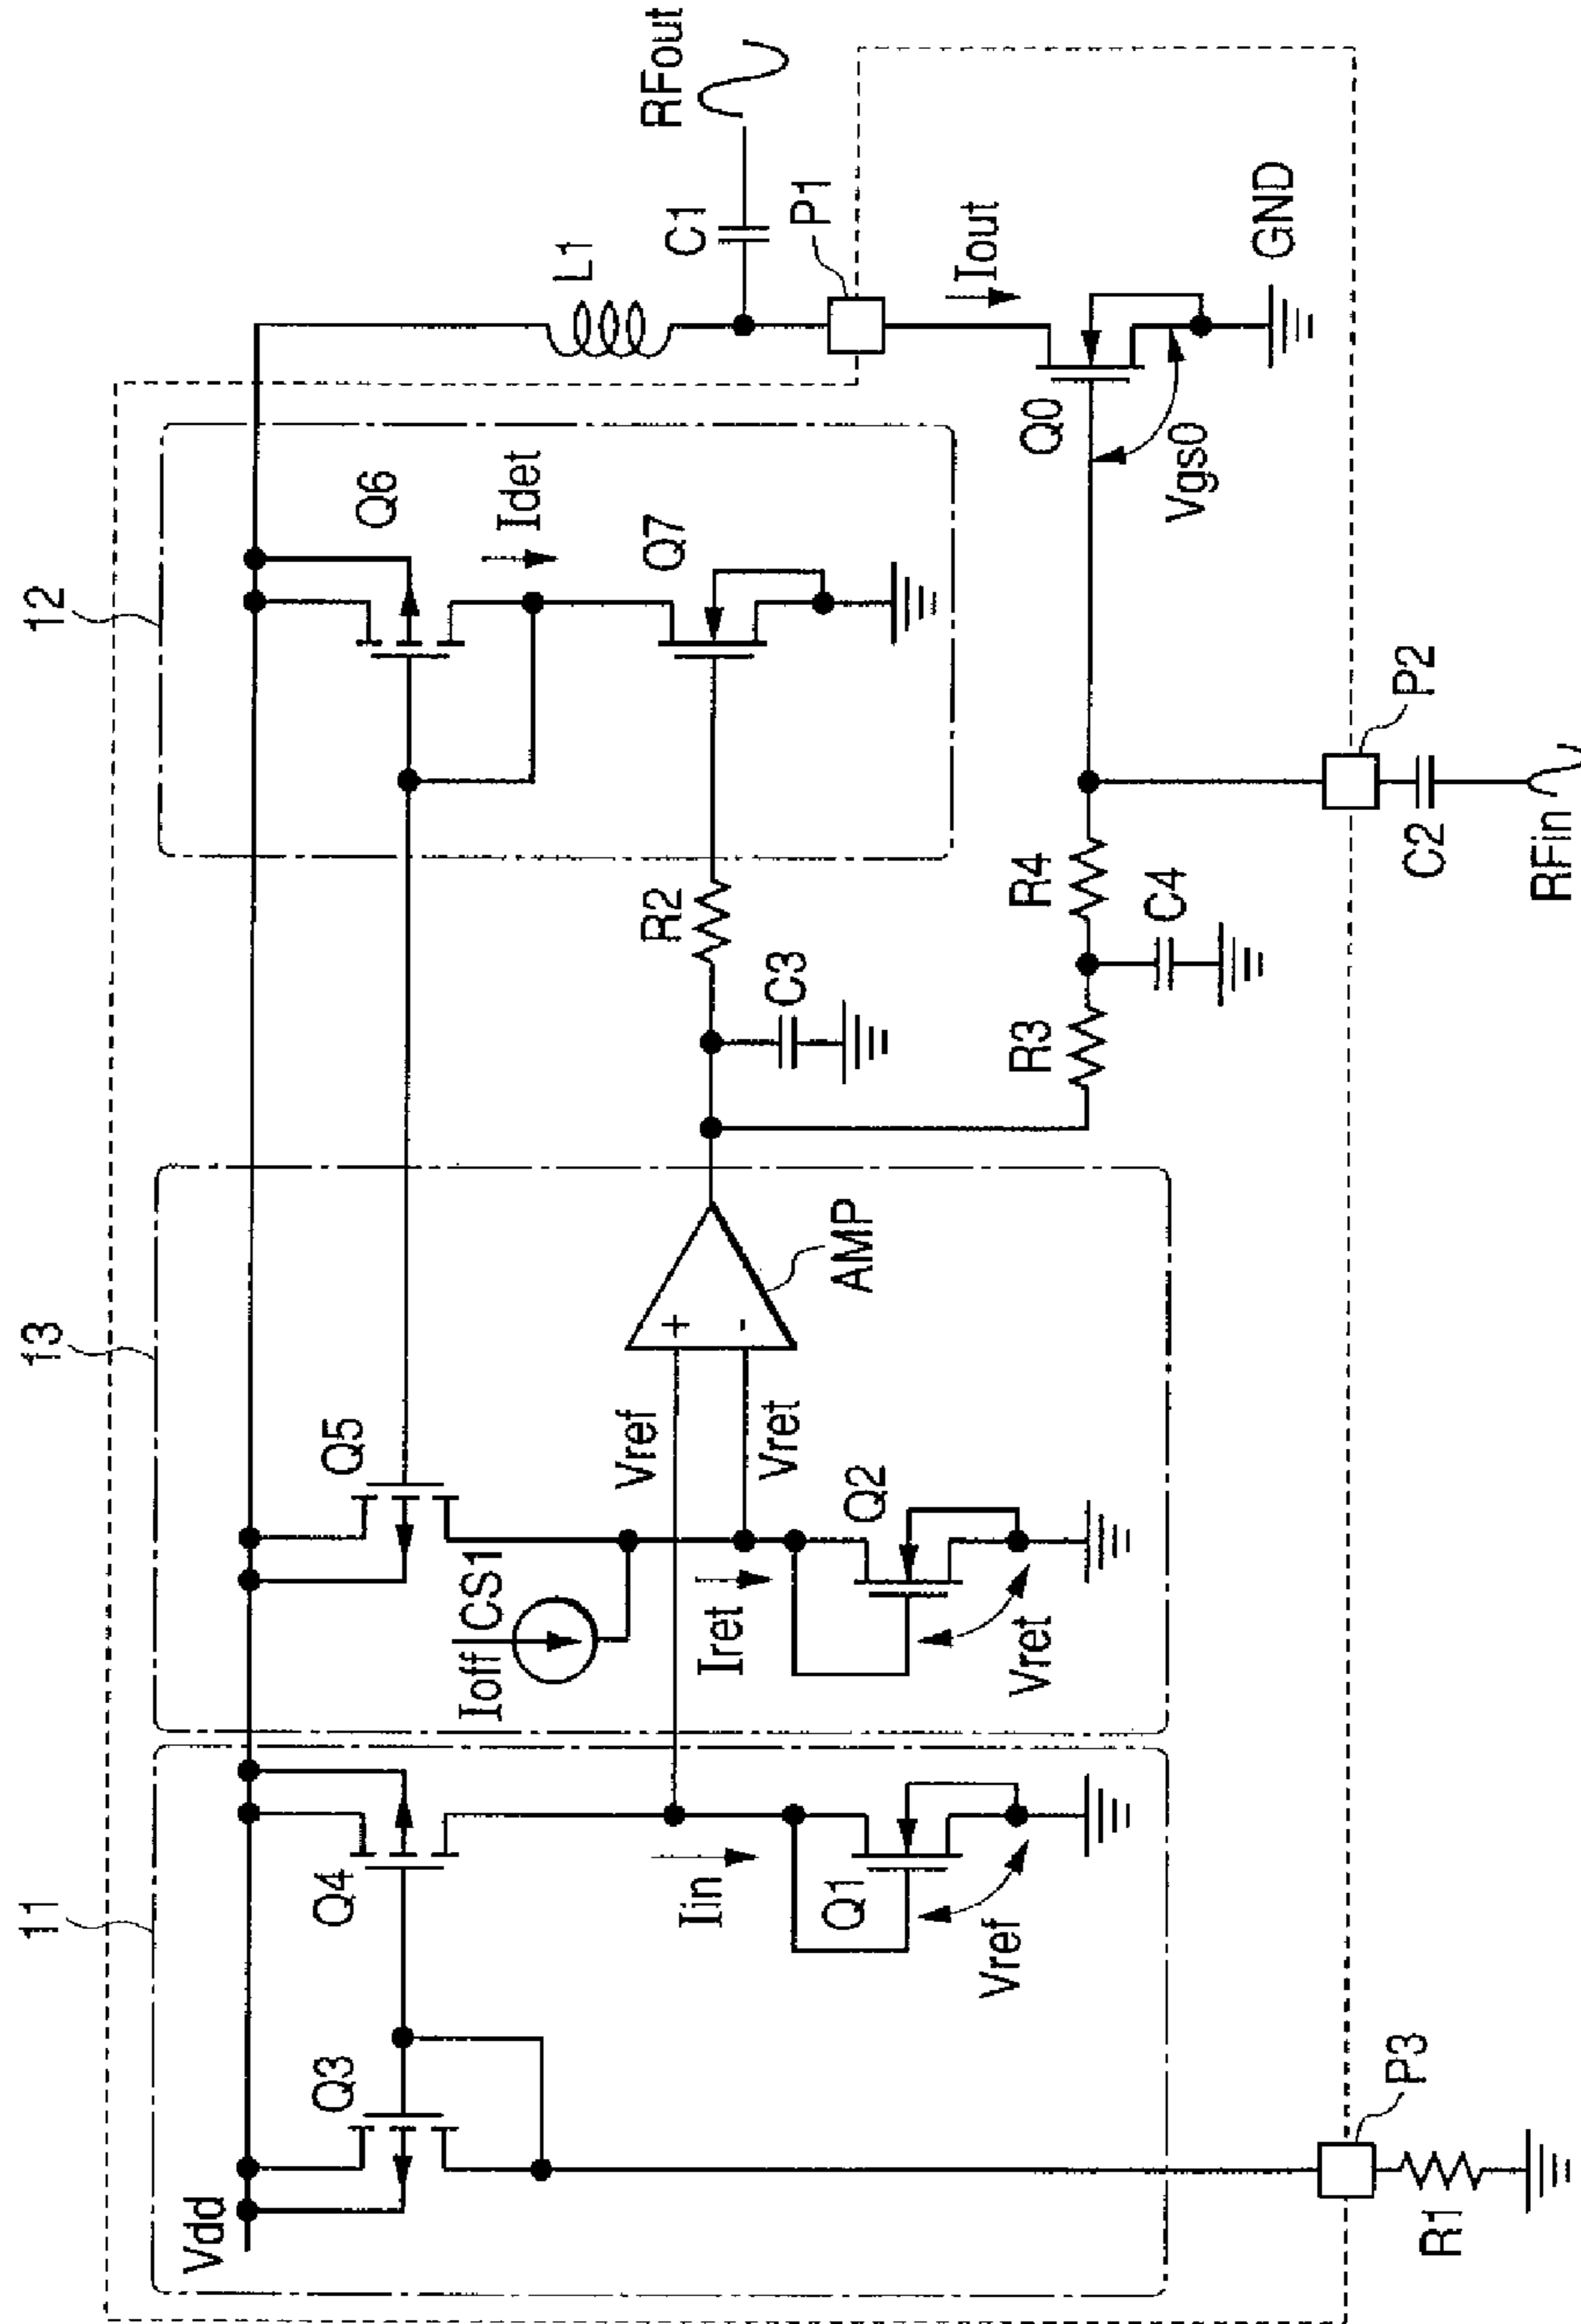 11
13
12
Vdd
Q3
Q4
Iin
Q1
Vref
P3
R1
Q5
Ioff
CS1
Iret
Vref
Vret
Q2
Vret
+
-
AMP
C3
R2
R3
R4
C4
Q6
Idet
Q7
L1
C1
RFout
P1
Iout
Q0
Vgs0
GND
P2
C2
RFin